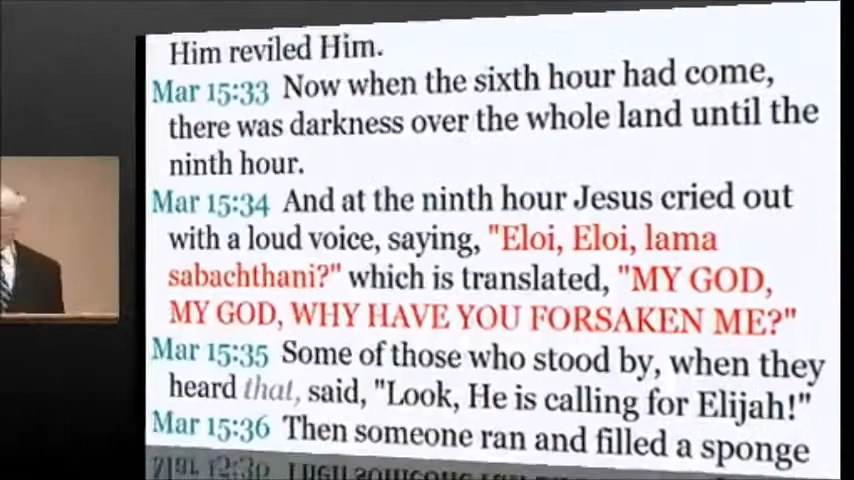 Him reviled Him.
Mar 15:33 Now when the sixth hour had come,
there was darkness over the whole land until the
ninth hour.
Mar 15:34 And at the ninth hour Jesus cried out
with a loud voice, saying, "Eloi, Eloi, lama
sabachthani?" which is translated, "MY GOD,
MY GOD, WHY HAVE YOU FORSAKEN ME?"
Mar 15:35 Some of those who stood by, when they
heard that, said, "Look, He is calling for Elijah!"
Mar 15:36 Then someone ran and filled a sponge